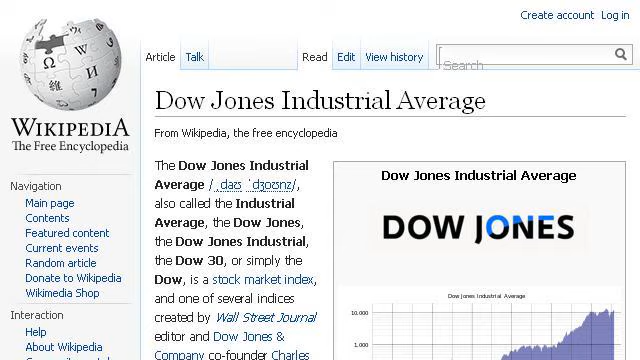 Create account Log in
Article Talk Read Edit View history Search
Dow Jones Industrial Average
WIKIPEDIA
The Free Encyclopedia
From Wikipedia, the free encyclopedia
Navigation
Main page
Contents
Featured content
Current events
Random article
Donate to Wikipedia
Wikimedia Shop
Interaction
Help
About Wikipedia
The Dow Jones Industrial
Average /ˌdaʊ ˈdʒoʊnz/,
also called the Industrial
Average, the Dow Jones,
the Dow Jones Industrial,
the Dow 30, or simply the
Dow, is a stock market index,
and one of several indices
created by Wall Street Journal
editor and Dow Jones &
Company co-founder Charles
Dow Jones Industrial Average
DOW JONES
Dow Jones Industrial Average
10,000
1,000